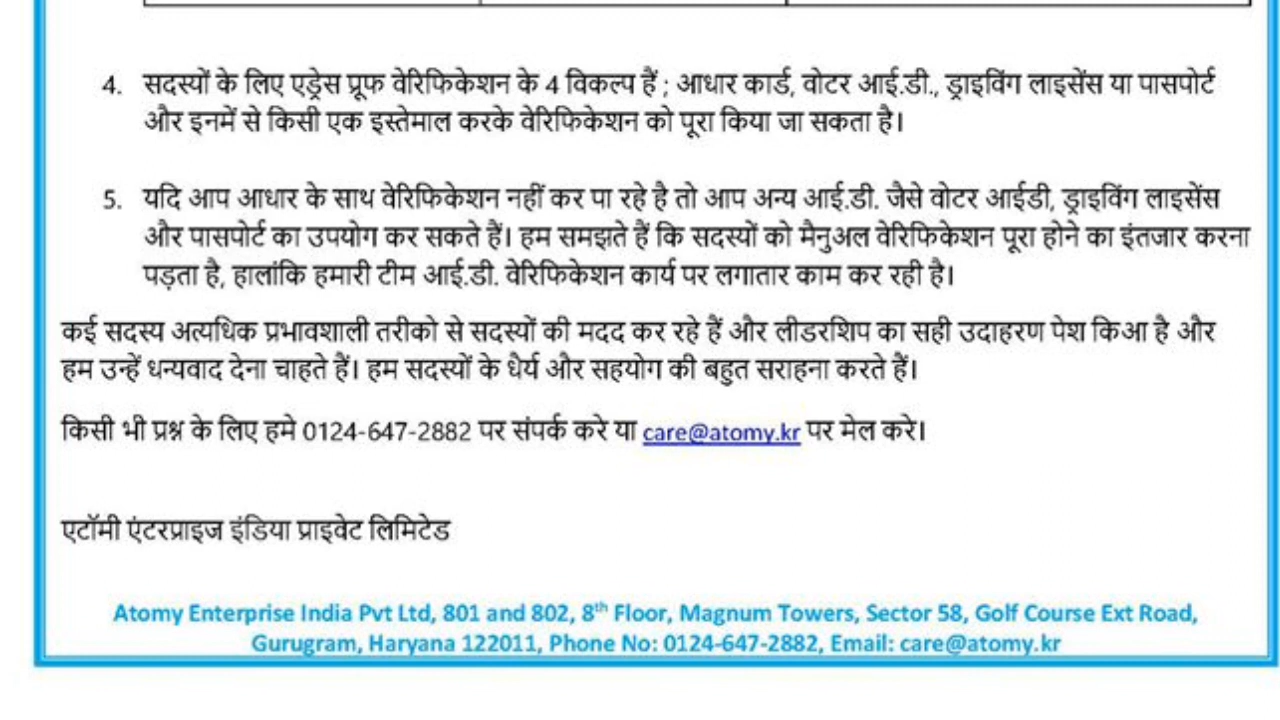 4. सदस्यों के लिए एड्रेस प्रूफ वेरिफिकेशन के 4 विकल्प हैं ; आधार कार्ड, वोटर आई.डी., ड्राइविंग लाइसेंस या पासपोर्ट
और इनमें से किसी एक इस्तेमाल करके वेरिफिकेशन को पूरा किया जा सकता है।
5. यदि आप आधार के साथ वेरिफिकेशन नहीं कर पा रहे है तो आप अन्य आई.डी. जैसे वोटर आईडी, ड्राइविंग लाइसेंस
और पासपोर्ट का उपयोग कर सकते हैं। हम समझते हैं कि सदस्यों को मैनुअल वेरिफिकेशन पूरा होने का इंतजार करना
पड़ता है, हालांकि हमारी टीम आई.डी. वेरिफिकेशन कार्य पर लगातार काम कर रही है।
कई सदस्य अत्यधिक प्रभावशाली तरीको से सदस्यों की मदद कर रहे हैं और लीडरशिप का सही उदाहरण पेश किआ है और
हम उन्हें धन्यवाद देना चाहते हैं। हम सदस्यों के धैर्य और सहयोग की बहुत सराहना करते हैं।
किसी भी प्रश्न के लिए हमे 0124-647-2882 पर संपर्क करे या care@atomy.kr पर मेल करे।
एटॉमी एंटरप्राइज इंडिया प्राइवेट लिमिटेड
Atomy Enterprise India Pvt Ltd, 801 and 802, 8th Floor, Magnum Towers, Sector 58, Golf Course Ext Road,
Gurugram, Haryana 122011, Phone No: 0124-647-2882, Email: care@atomy.kr